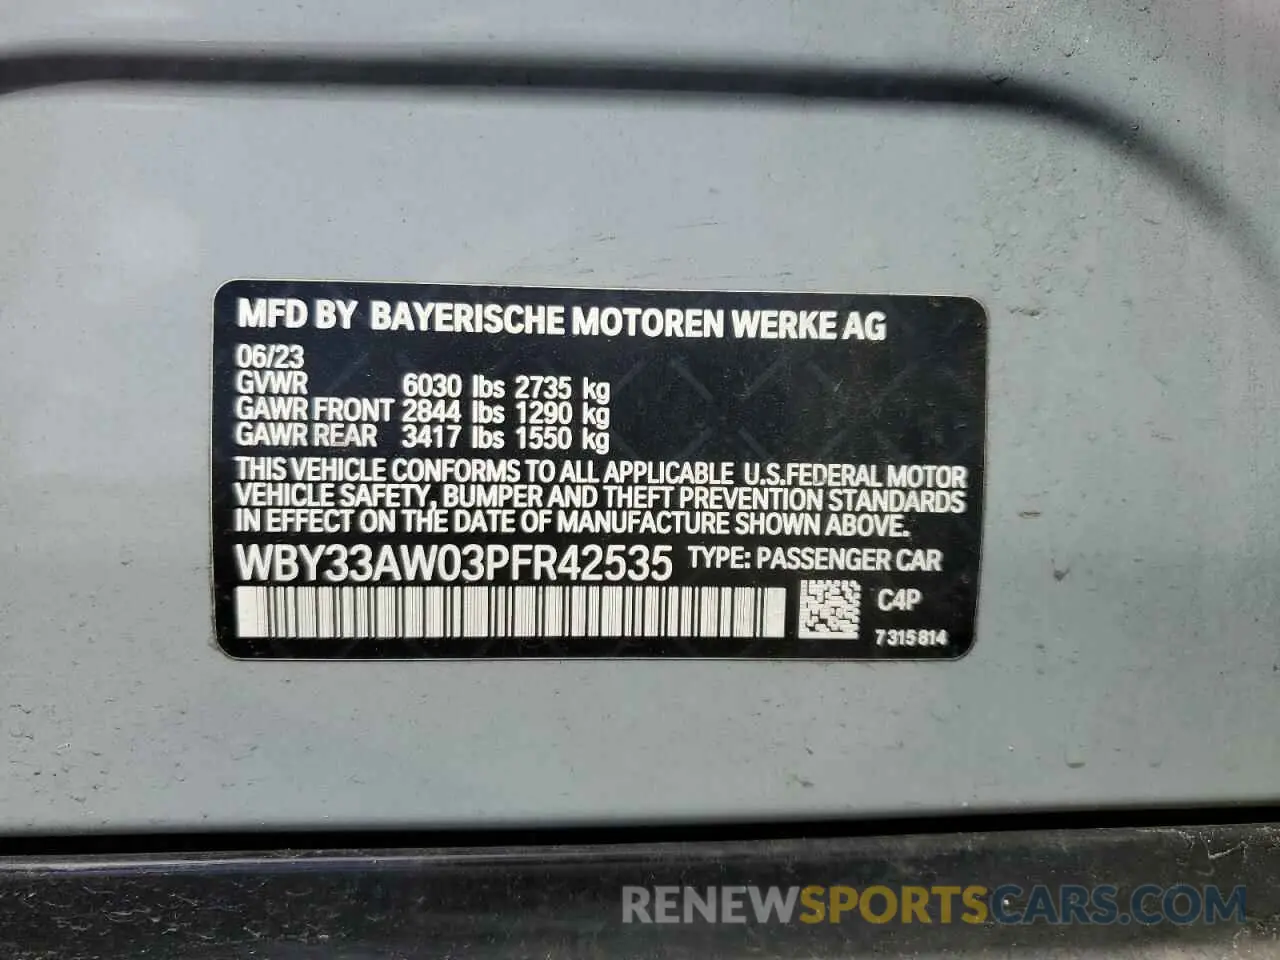 MFD BY BAYERISCHE MOTOREN WERKE AG
06/23
GVWR 6030 lbs 2735 kg
GAWR FRONT 2844 lbs 1290 kg
GAWR REAR 3417 lbs 1550 kg
THIS VEHICLE CONFORMS TO ALL APPLICABLE U.S.FEDERAL MOTOR
VEHICLE SAFETY, BUMPER AND THEFT PREVENTION STANDARDS
IN EFFECT ON THE DATE OF MANUFACTURE SHOWN ABOVE.
WBY33AW03PFR42535 TYPE: PASSENGER CAR
C4P
7 315 814
RENEWSPORTSCARS.COM